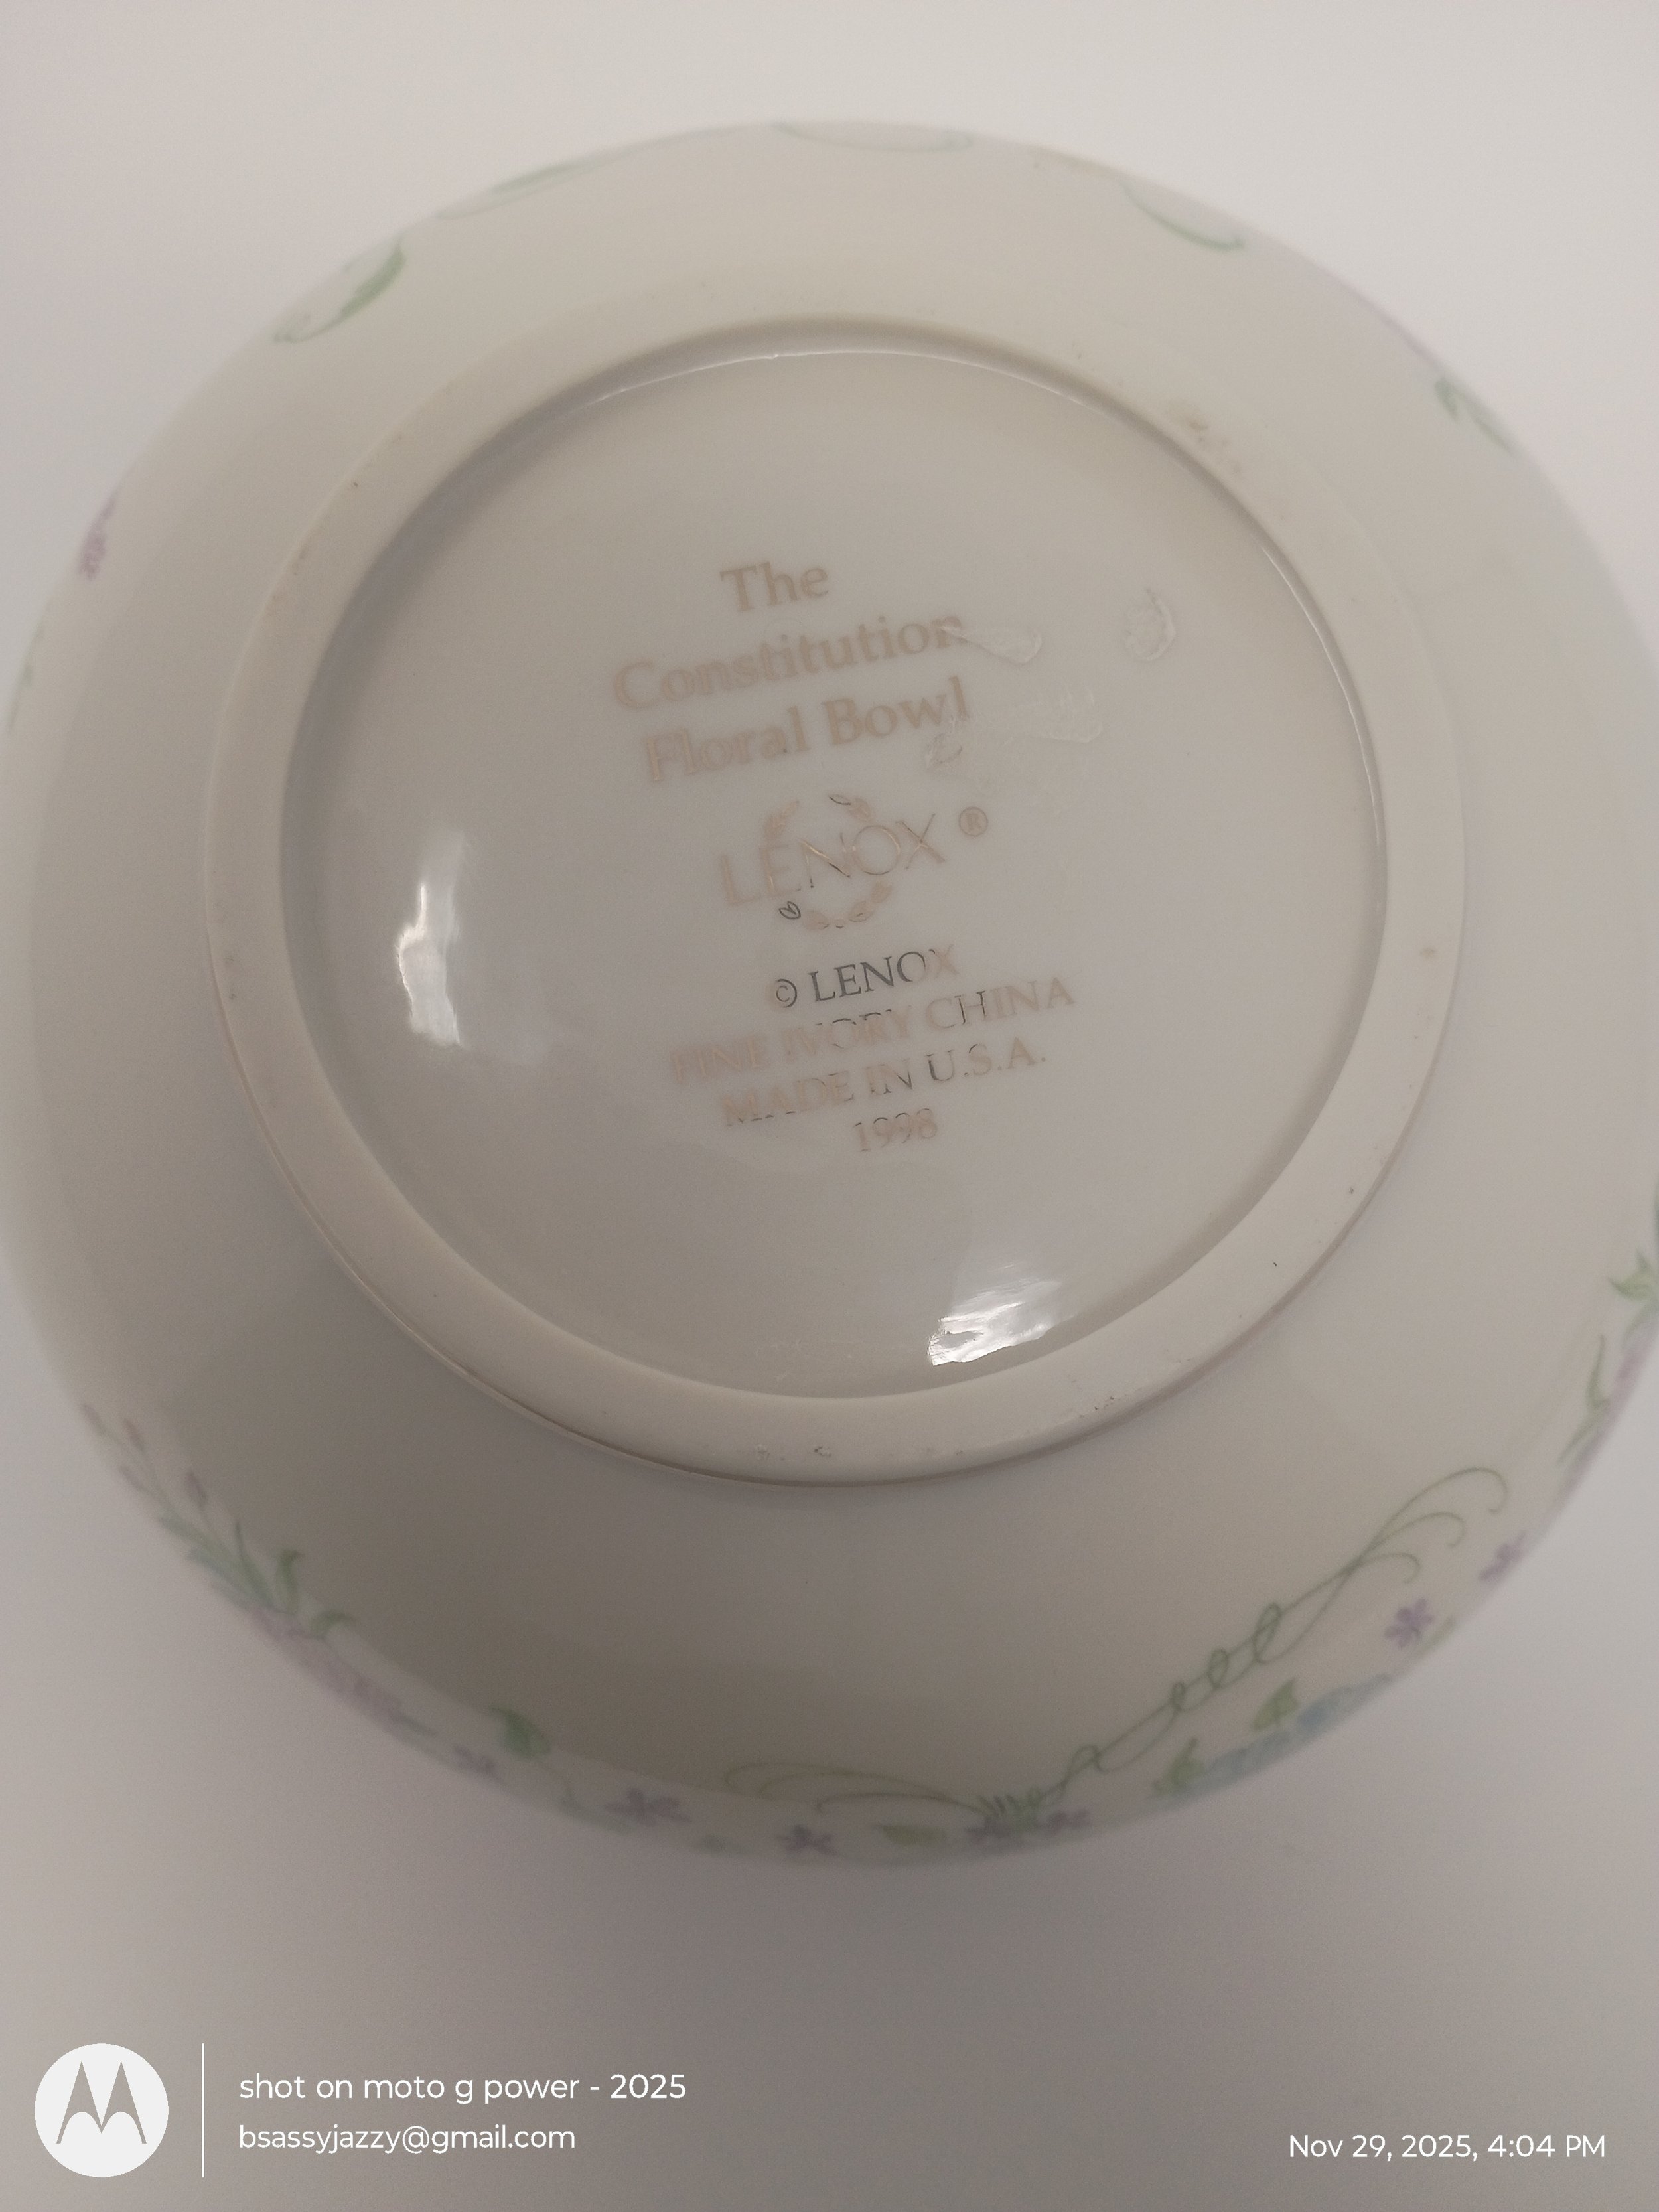 The
Constitution
Floral Bowl
LENOX ®
© LENOX
FINE IVORY CHINA
MADE IN U.S.A.
1998
shot on moto g power - 2025
bsassyjazzy@gmail.com
Nov 29, 2025, 4:04 PM